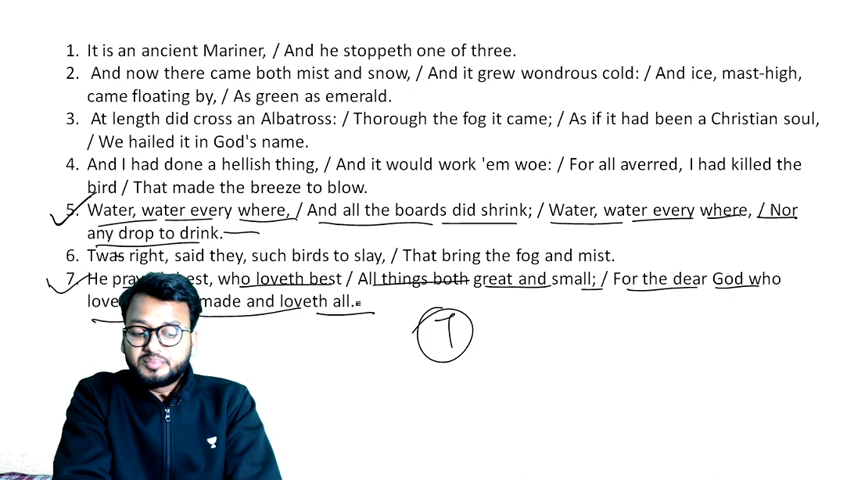 1. It is an ancient Mariner, / And he stoppeth one of three.
2. And now there came both mist and snow, / And it grew wondrous cold: / And ice, mast-high,
came floating by, / As green as emerald.
3. At length did cross an Albatross: / Thorough the fog it came; / As if it had been a Christian soul,
/ We hailed it in God's name.
4. And I had done a hellish thing, / And it would work 'em woe: / For all averred, I had killed the
bird / That made the breeze to blow.
5. Water, water every where, / And all the boards did shrink; / Water, water every where, / Nor
any drop to drink.
6. Twas right, said they, such birds to slay, / That bring the fog and mist.
7. He best, who loveth best / All things both great and small; / For the dear God who
made and loveth all.